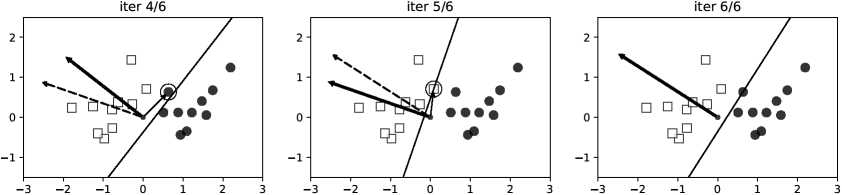 iter 4/6 iter 5/6 iter 6/6
2 2 2
1 1 1
0 0 0
−1 −1 −1
−3 −2 −1 0 1 2 3 −3 −2 −1 0 1 2 3 −3 −2 −1 0 1 2 3